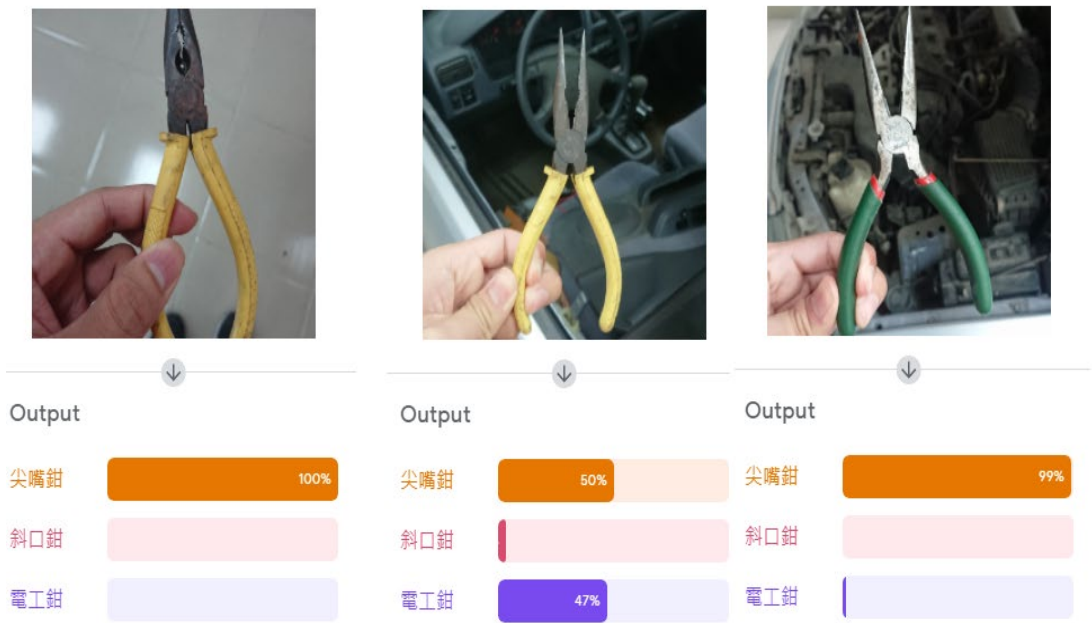 Output
尖嘴鉗 100%
斜口鉗
電工鉗
Output
尖嘴鉗 50%
斜口鉗
電工鉗 47%
Output
尖嘴鉗 99%
斜口鉗
電工鉗